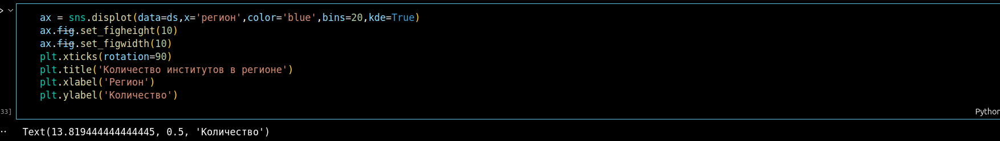 ax = sns.displot(data=ds,x='регион',color='blue',bins=20,kde=True)
ax.fig.set_figheight(10)
ax.fig.set_figwidth(10)
plt.xticks(rotation=90)
plt.title('Количество институтов в регионе')
plt.xlabel('Регион')
plt.ylabel('Количество')
33]
Python
Text(13.819444444444445, 0.5, 'Количество')